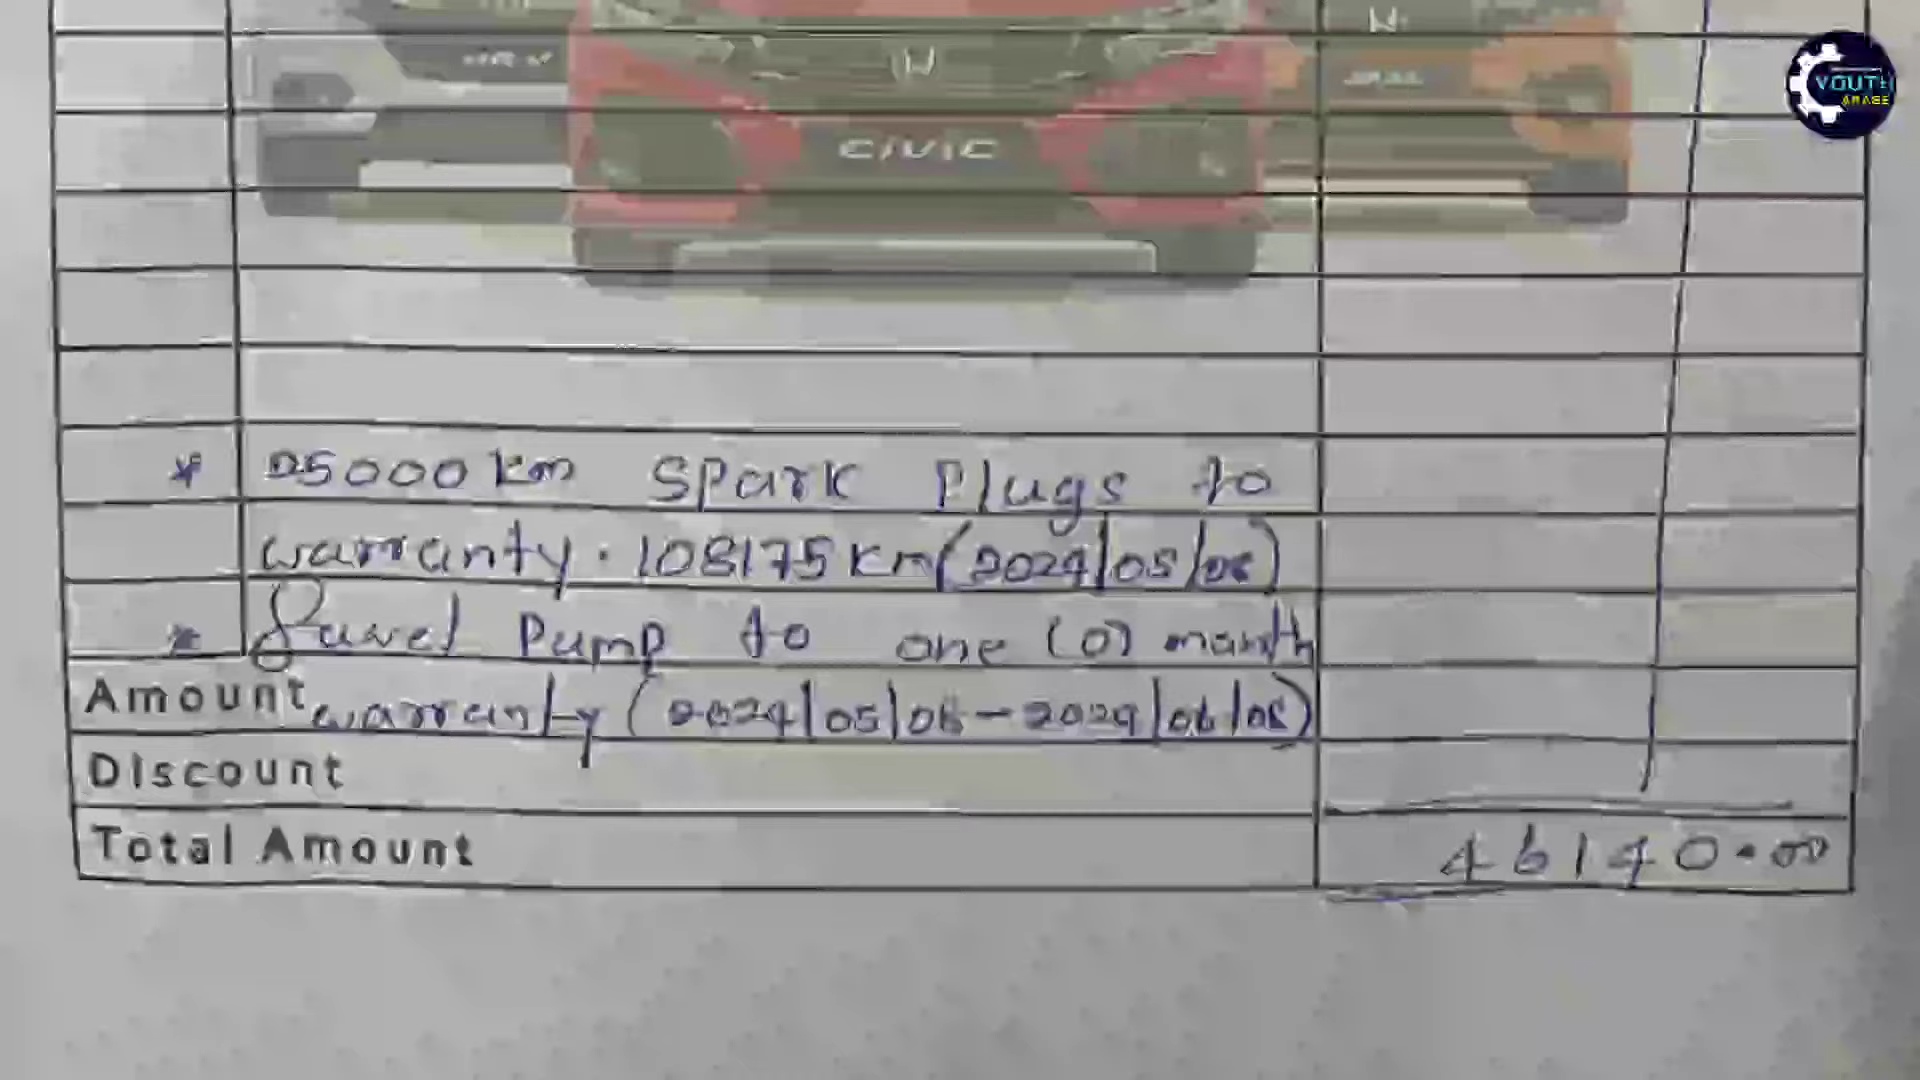 CIVIC
YOUTH
* 25000 km Spark Plugs to
warranty. 108175 km (2024/05/06)
* Fuwel Pump to one (01) month
Amount warranty (2024/05/06 - 2024/06/06)
Discount
Total Amount 46140.00